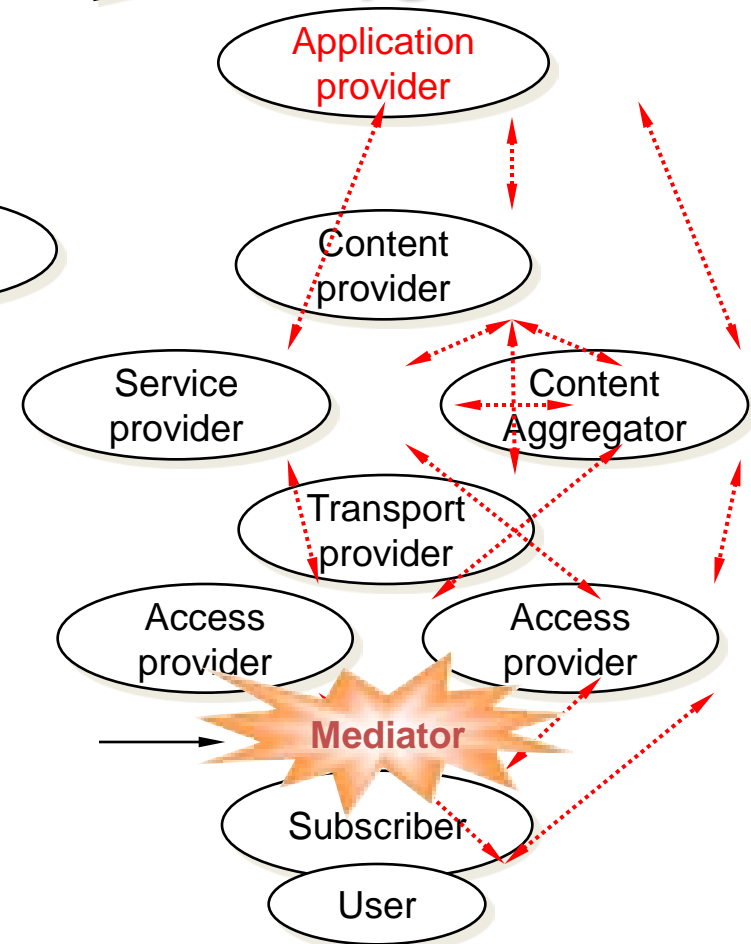 Application
provider
Content
provider
Service
provider
Content
Aggregator
Transport
provider
Access
provider
Access
provider
Mediator
Subscriber
User